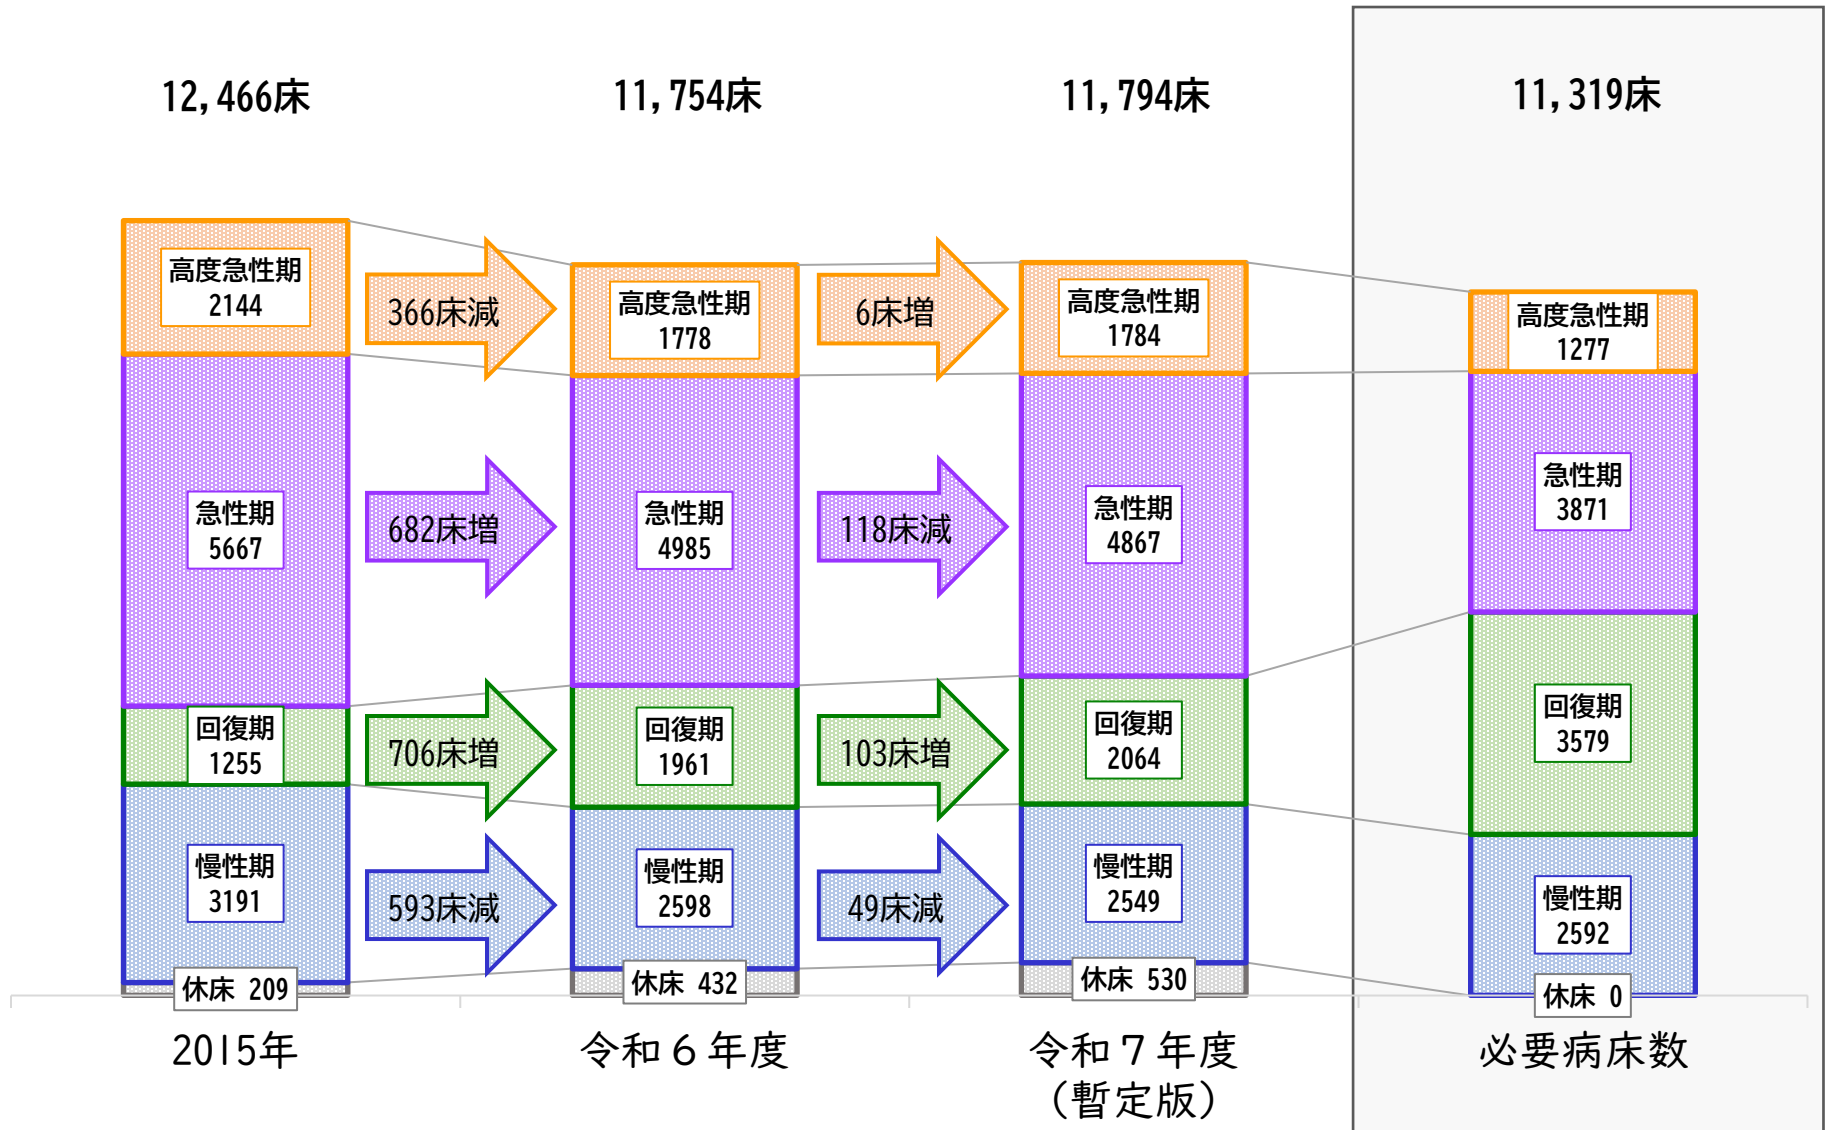 12,466床
11,754床
11,794床
11,319床
高度急性期
2144
366床減
高度急性期
1778
6床増
高度急性期
1784
高度急性期
1277
急性期
5667
682床増
急性期
4985
118床減
急性期
4867
急性期
3871
回復期
1255
706床増
回復期
1961
103床増
回復期
2064
回復期
3579
慢性期
3191
593床減
慢性期
2598
49床減
慢性期
2549
慢性期
2592
休床 209
休床 432
休床 530
休床 0
2015年
令和６年度
令和７年度
（暫定版）
必要病床数